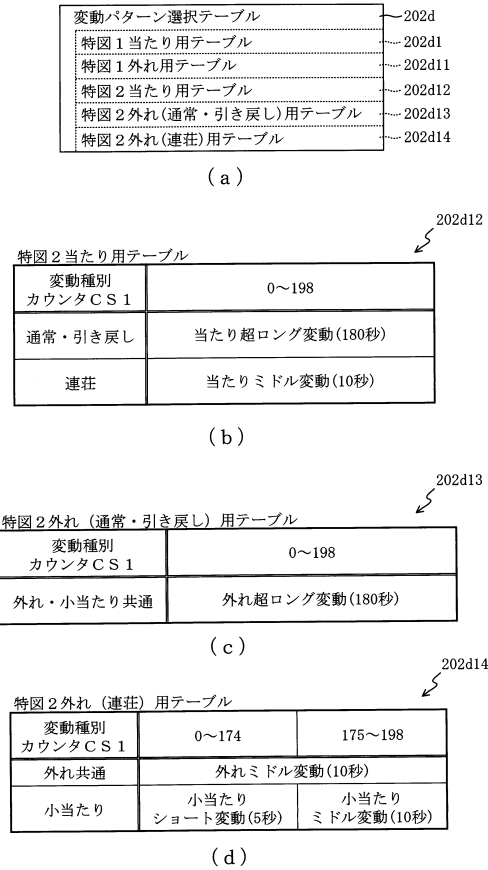 変動パターン選択テーブル 202d
特図１当たり用テーブル 202d1
特図１外れ用テーブル 202d11
特図２当たり用テーブル 202d12
特図２外れ(通常・引き戻し)用テーブル 202d13
特図２外れ(連荘)用テーブル 202d14
(a)
202d12
特図２当たり用テーブル
変動種別
カウンタＣＳ１ 0～198
通常・引き戻し 当たり超ロング変動(180秒)
連荘 当たりミドル変動(10秒)
(b)
202d13
特図２外れ（通常・引き戻し）用テーブル
変動種別
カウンタＣＳ１ 0～198
外れ・小当たり共通 外れ超ロング変動(180秒)
(c)
202d14
特図２外れ（連荘）用テーブル
変動種別
カウンタＣＳ１ 0～174 175～198
外れ共通 外れミドル変動(10秒)
小当たり 小当たり
ショート変動(5秒) 小当たり
ミドル変動(10秒)
(d)